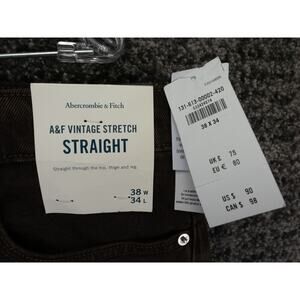 Abercrombie & Fitch
A&F VINTAGE STRETCH
STRAIGHT
Straight through the hip, thigh and leg
38 W
34 L
131-613-00002-420
38 X 34
UK £ 75
EU € 80
US $ 90
CAN $ 98